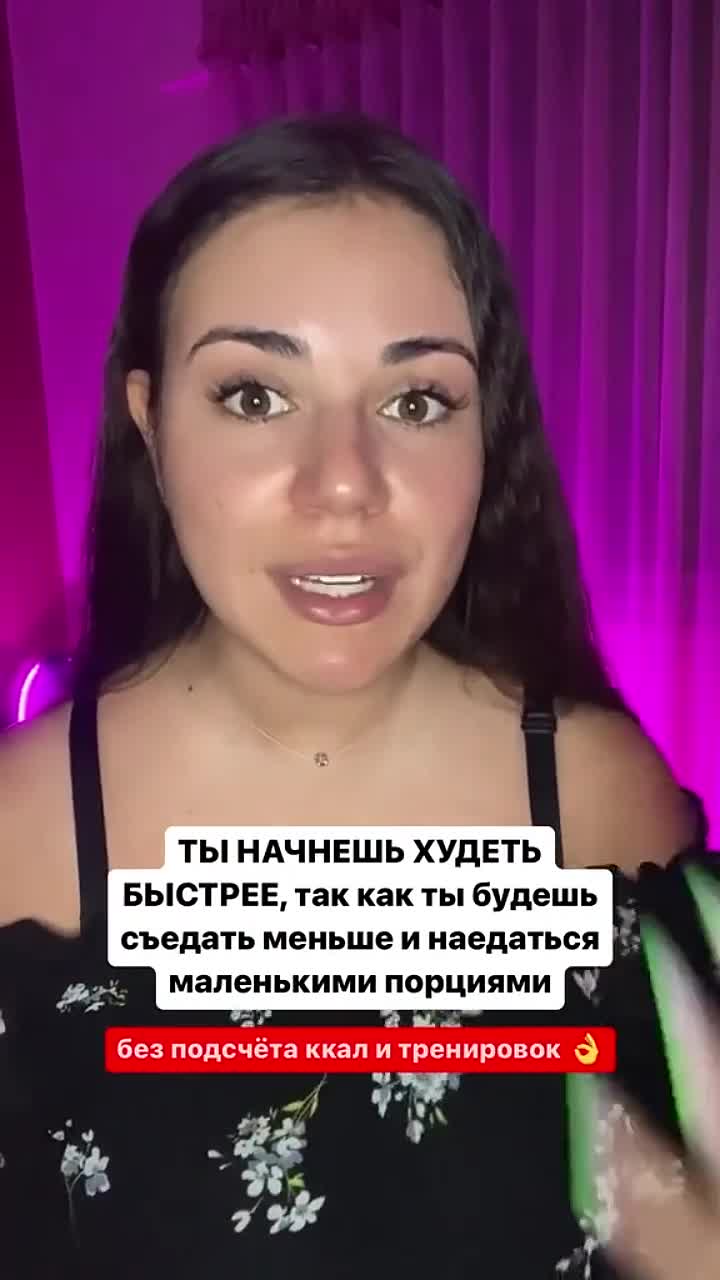 ТЫ НАЧНЕШЬ ХУДЕТЬ
БЫСТРЕЕ, так как ты будешь
съедать меньше и наедаться
маленькими порциями
без подсчёта ккал и тренировок 👌